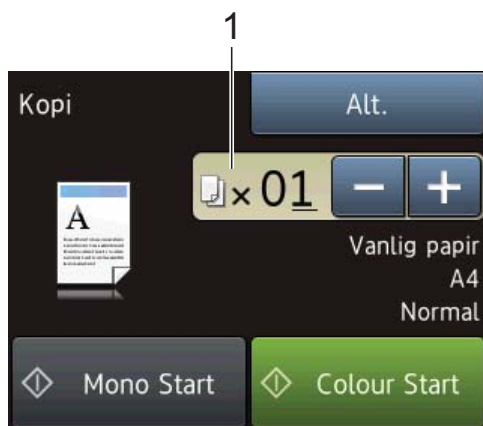 1
Kopi
Alt.
× 01
− +
A
Vanlig papir
A4
Normal
Mono Start
Colour Start